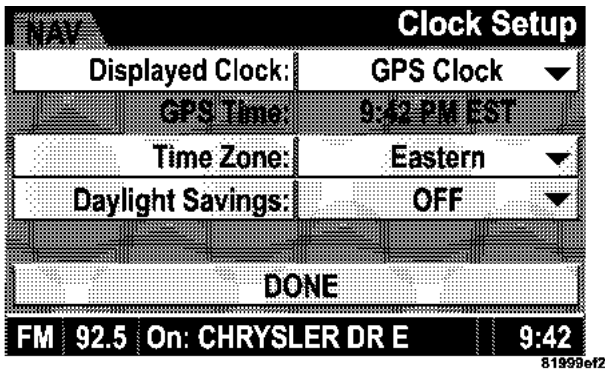 NAV
Clock Setup
Displayed Clock: GPS Clock
GPS Time: 9:42 PM EST
Time Zone: Eastern
Daylight Savings: OFF
DONE
FM 92.5 On: CHRYSLER DR E 9:42
81999ef2